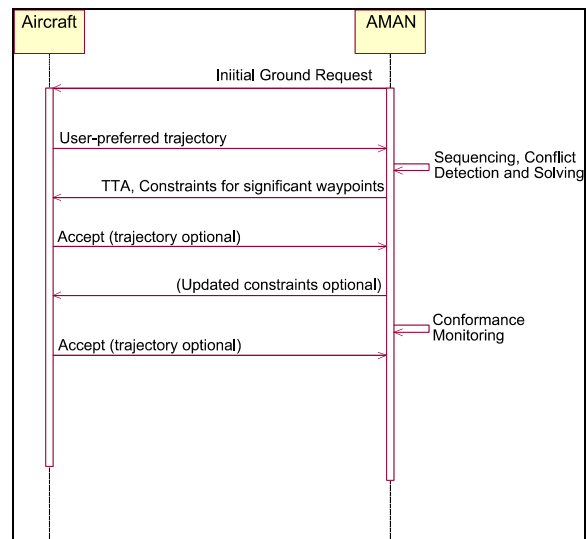 Aircraft
AMAN
Iniitial Ground Request
User-preferred trajectory
Sequencing, Conflict
Detection and Solving
TTA, Constraints for significant waypoints
Accept (trajectory optional)
(Updated constraints optional)
Conformance
Monitoring
Accept (trajectory optional)